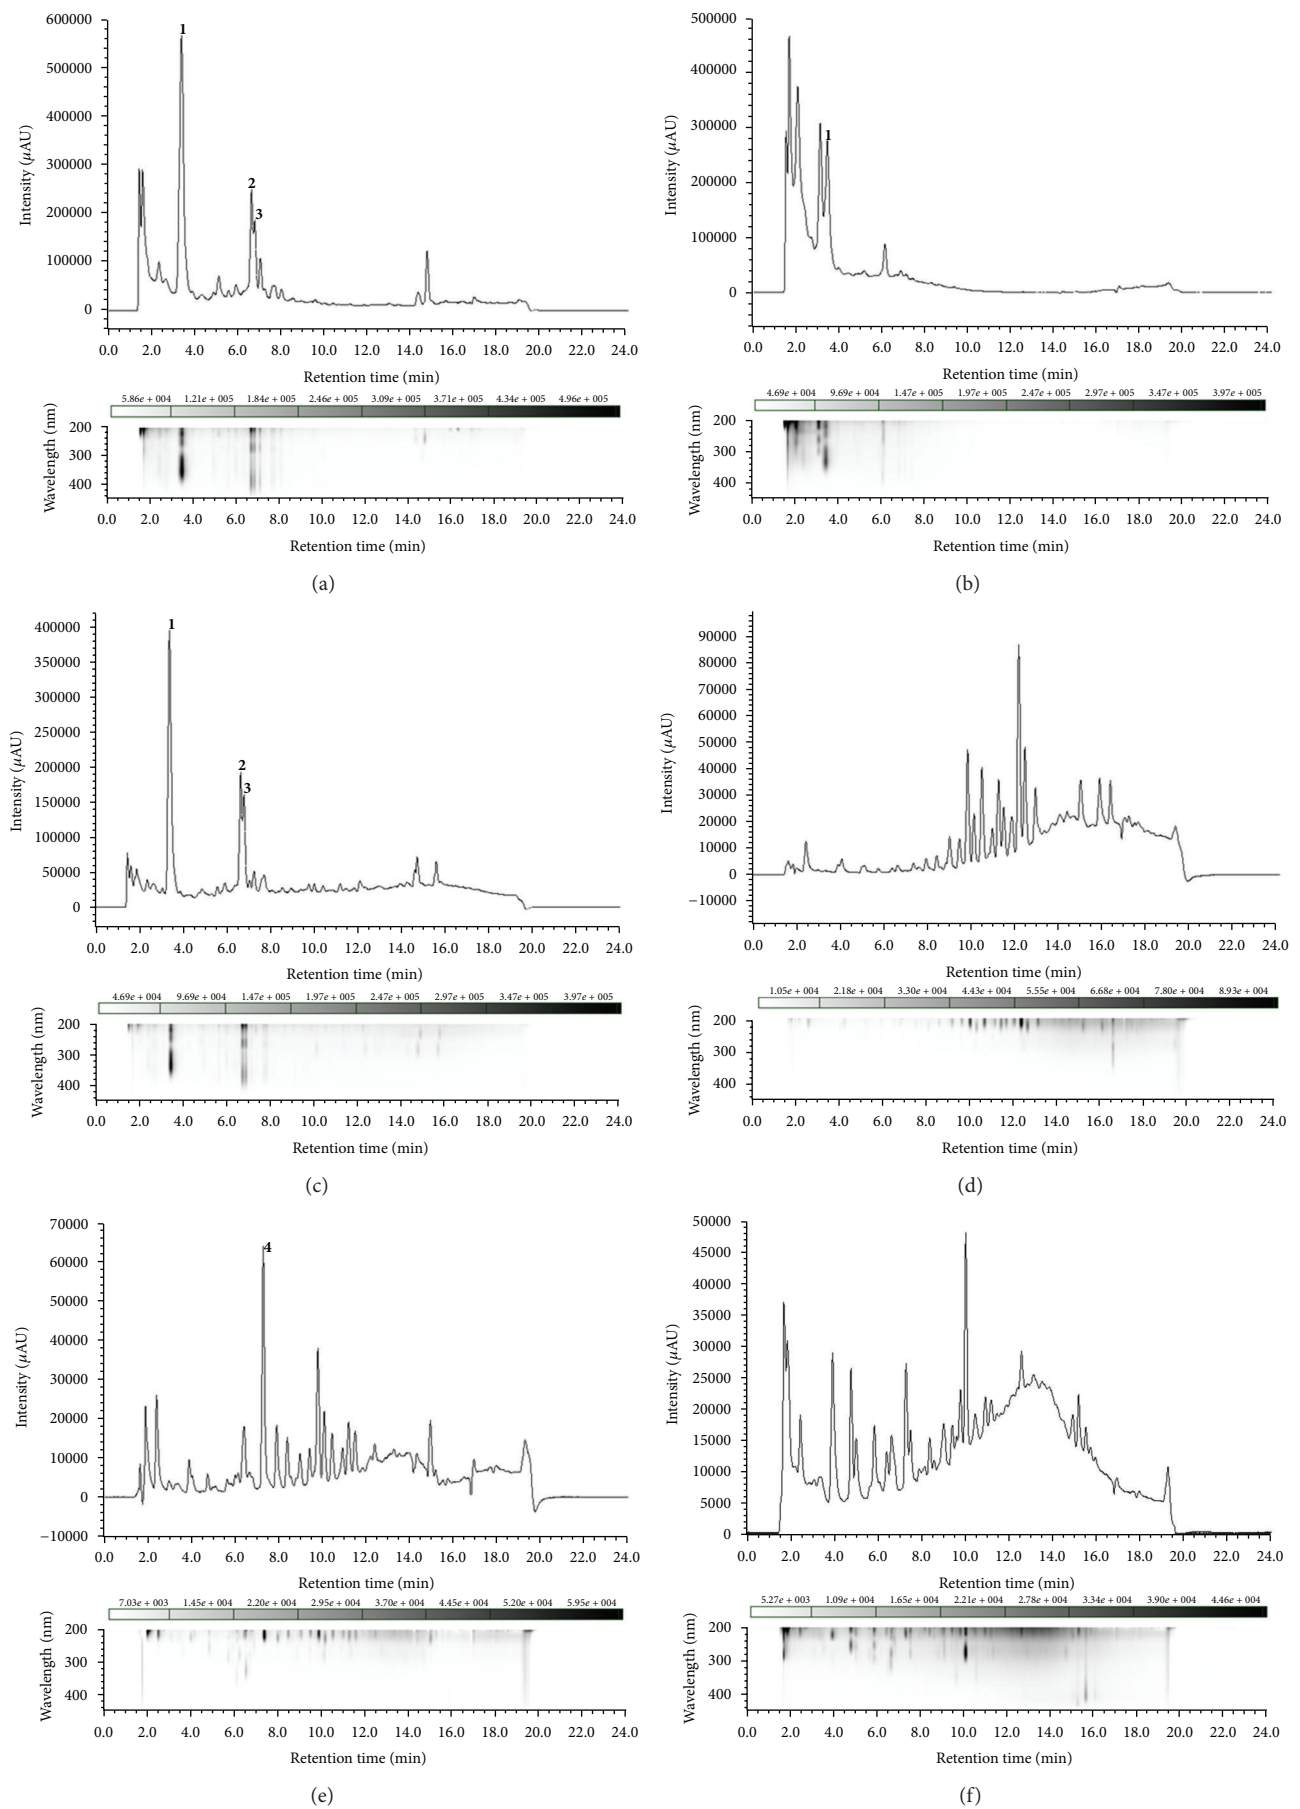 600000
500000
400000
300000
200000
100000
0
Intensity (μAU)
1
2
3
0.0 2.0 4.0 6.0 8.0 10.0 12.0 14.0 16.0 18.0 20.0 22.0 24.0
Retention time (min)
5.86e + 004 1.21e + 005 1.84e + 005 2.46e + 005 3.09e + 005 3.71e + 005 4.34e + 005 4.96e + 005
200
300
400
Wavelength (nm)
0.0 2.0 4.0 6.0 8.0 10.0 12.0 14.0 16.0 18.0 20.0 22.0 24.0
Retention time (min)
(a)
500000
400000
300000
200000
100000
0
Intensity (μAU)
1
0.0 2.0 4.0 6.0 8.0 10.0 12.0 14.0 16.0 18.0 20.0 22.0 24.0
Retention time (min)
4.69e + 004 9.69e + 004 1.47e + 005 1.97e + 005 2.47e + 005 2.97e + 005 3.47e + 005 3.97e + 005
200
300
400
Wavelength (nm)
0.0 2.0 4.0 6.0 8.0 10.0 12.0 14.0 16.0 18.0 20.0 22.0 24.0
Retention time (min)
(b)
400000
350000
300000
250000
200000
150000
100000
50000
0
Intensity (μAU)
1
2
3
0.0 2.0 4.0 6.0 8.0 10.0 12.0 14.0 16.0 18.0 20.0 22.0 24.0
Retention time (min)
4.69e + 004 9.69e + 004 1.47e + 005 1.97e + 005 2.47e + 005 2.97e + 005 3.47e + 005 3.97e + 005
200
300
400
Wavelength (nm)
0.0 2.0 4.0 6.0 8.0 10.0 12.0 14.0 16.0 18.0 20.0 22.0 24.0
Retention time (min)
(c)
90000
80000
70000
60000
50000
40000
30000
20000
10000
0
−10000
Intensity (μAU)
0.0 2.0 4.0 6.0 8.0 10.0 12.0 14.0 16.0 18.0 20.0 22.0 24.0
Retention time (min)
1.05e + 004 2.18e + 004 3.30e + 004 4.43e + 004 5.55e + 004 6.68e + 004 7.80e + 004 8.93e + 004
200
300
400
Wavelength (nm)
0.0 2.0 4.0 6.0 8.0 10.0 12.0 14.0 16.0 18.0 20.0 22.0 24.0
Retention time (min)
(d)
70000
60000
50000
40000
30000
20000
10000
0
−10000
Intensity (μAU)
4
0.0 2.0 4.0 6.0 8.0 10.0 12.0 14.0 16.0 18.0 20.0 22.0 24.0
Retention time (min)
7.03e + 003 1.45e + 004 2.20e + 004 2.95e + 004 3.70e + 004 4.45e + 004 5.20e + 004 5.95e + 004
200
300
400
Wavelength (nm)
0.0 2.0 4.0 6.0 8.0 10.0 12.0 14.0 16.0 18.0 20.0 22.0 24.0
Retention time (min)
(e)
50000
45000
40000
35000
30000
25000
20000
15000
10000
5000
0
Intensity (μAU)
0.0 2.0 4.0 6.0 8.0 10.0 12.0 14.0 16.0 18.0 20.0 22.0 24.0
Retention time (min)
5.27e + 003 1.09e + 004 1.65e + 004 2.21e + 004 2.78e + 004 3.34e + 004 3.90e + 004 4.46e + 004
200
300
400
Wavelength (nm)
0.0 2.0 4.0 6.0 8.0 10.0 12.0 14.0 16.0 18.0 20.0 22.0 24.0
Retention time (min)
(f)